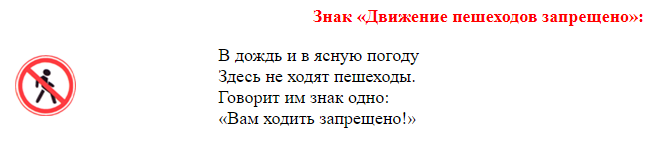 Знак «Движение пешеходов запрещено»:
В дождь и в ясную погоду
Здесь не ходят пешеходы.
Говорит им знак одно:
«Вам ходить запрещено!»